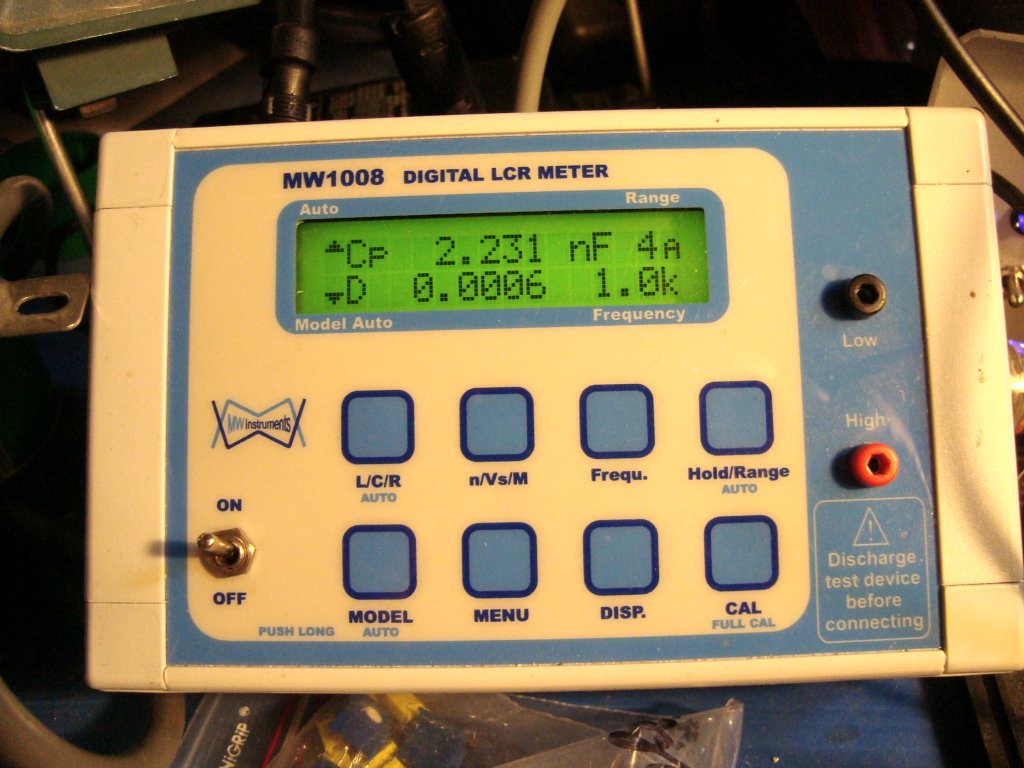 MW1008 DIGITAL LCR METER
Auto Range
Cp 2.231 nF 4A
D 0.0006 1.0k
Model Auto Frequency
Low
High
MW Instruments
L/C/R n/Vs/M Frequ. Hold/Range
AUTO AUTO
ON
OFF
MODEL MENU DISP. CAL
PUSH LONG AUTO FULL CAL
Discharge
test device
before
connecting